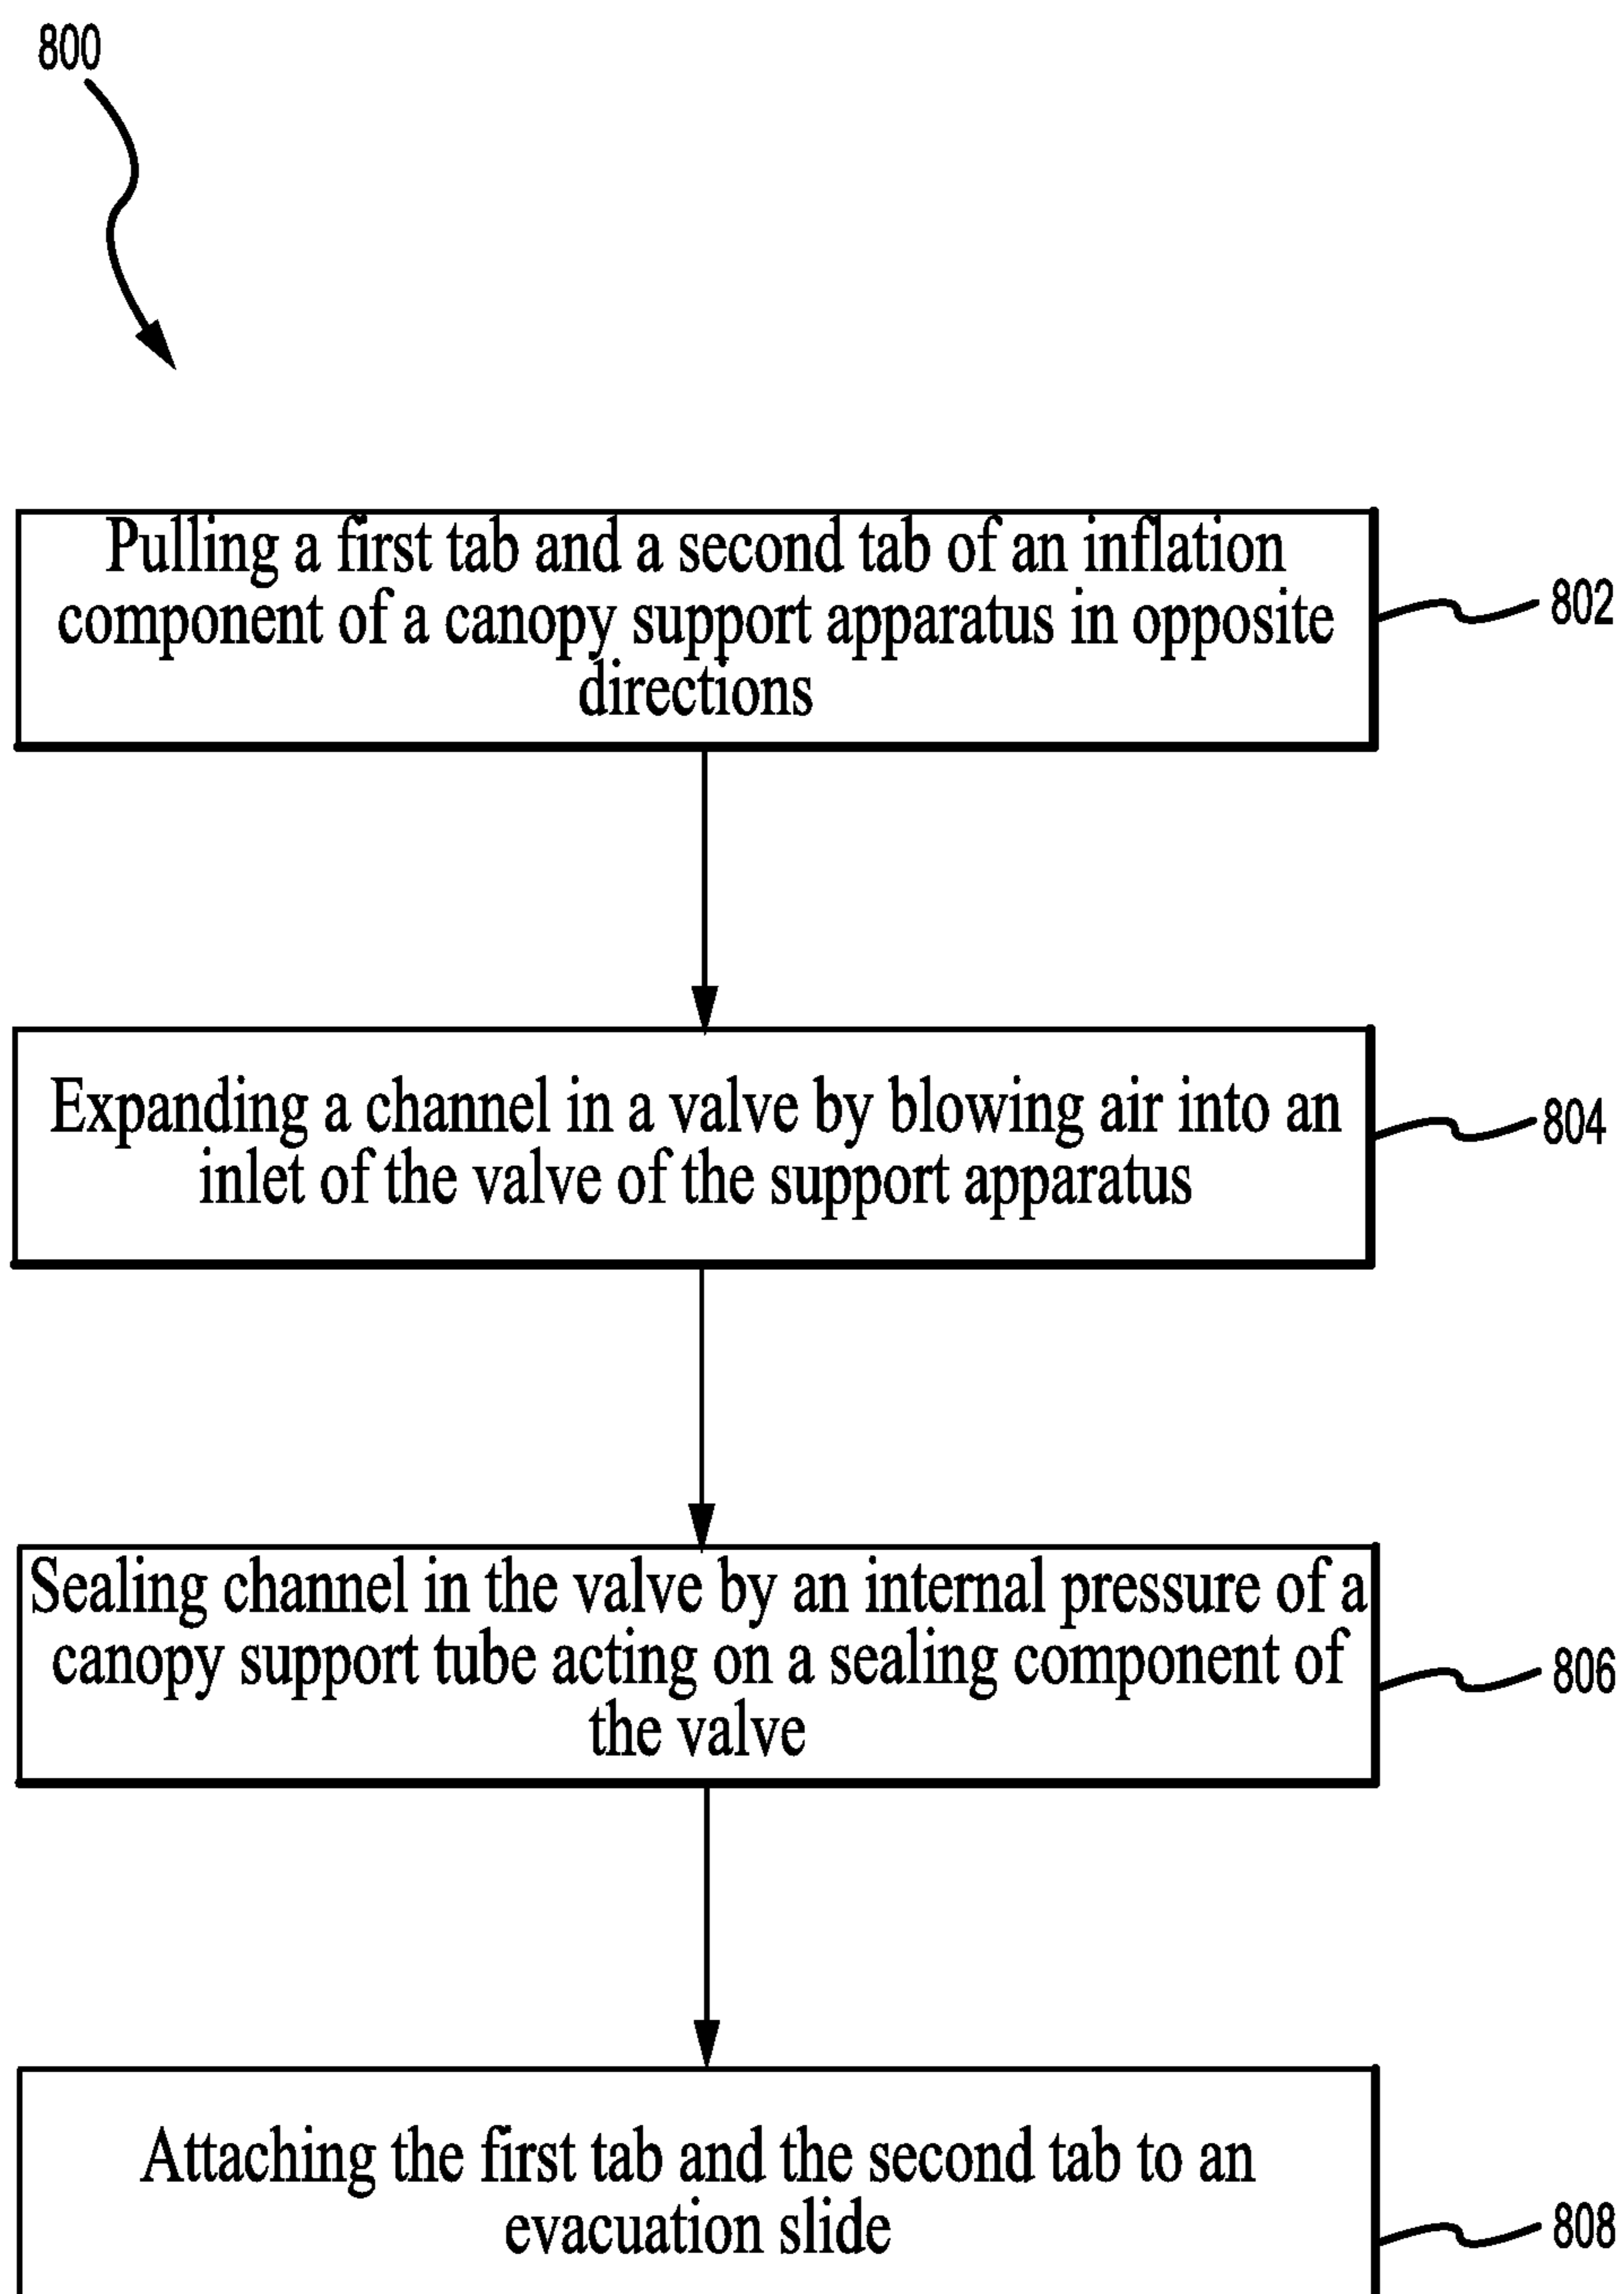 800
Pulling a first tab and a second tab of an inflation
component of a canopy support apparatus in opposite
directions
802
Expanding a channel in a valve by blowing air into an
inlet of the valve of the support apparatus
804
Sealing channel in the valve by an internal pressure of a
canopy support tube acting on a sealing component of
the valve
806
Attaching the first tab and the second tab to an
evacuation slide
808